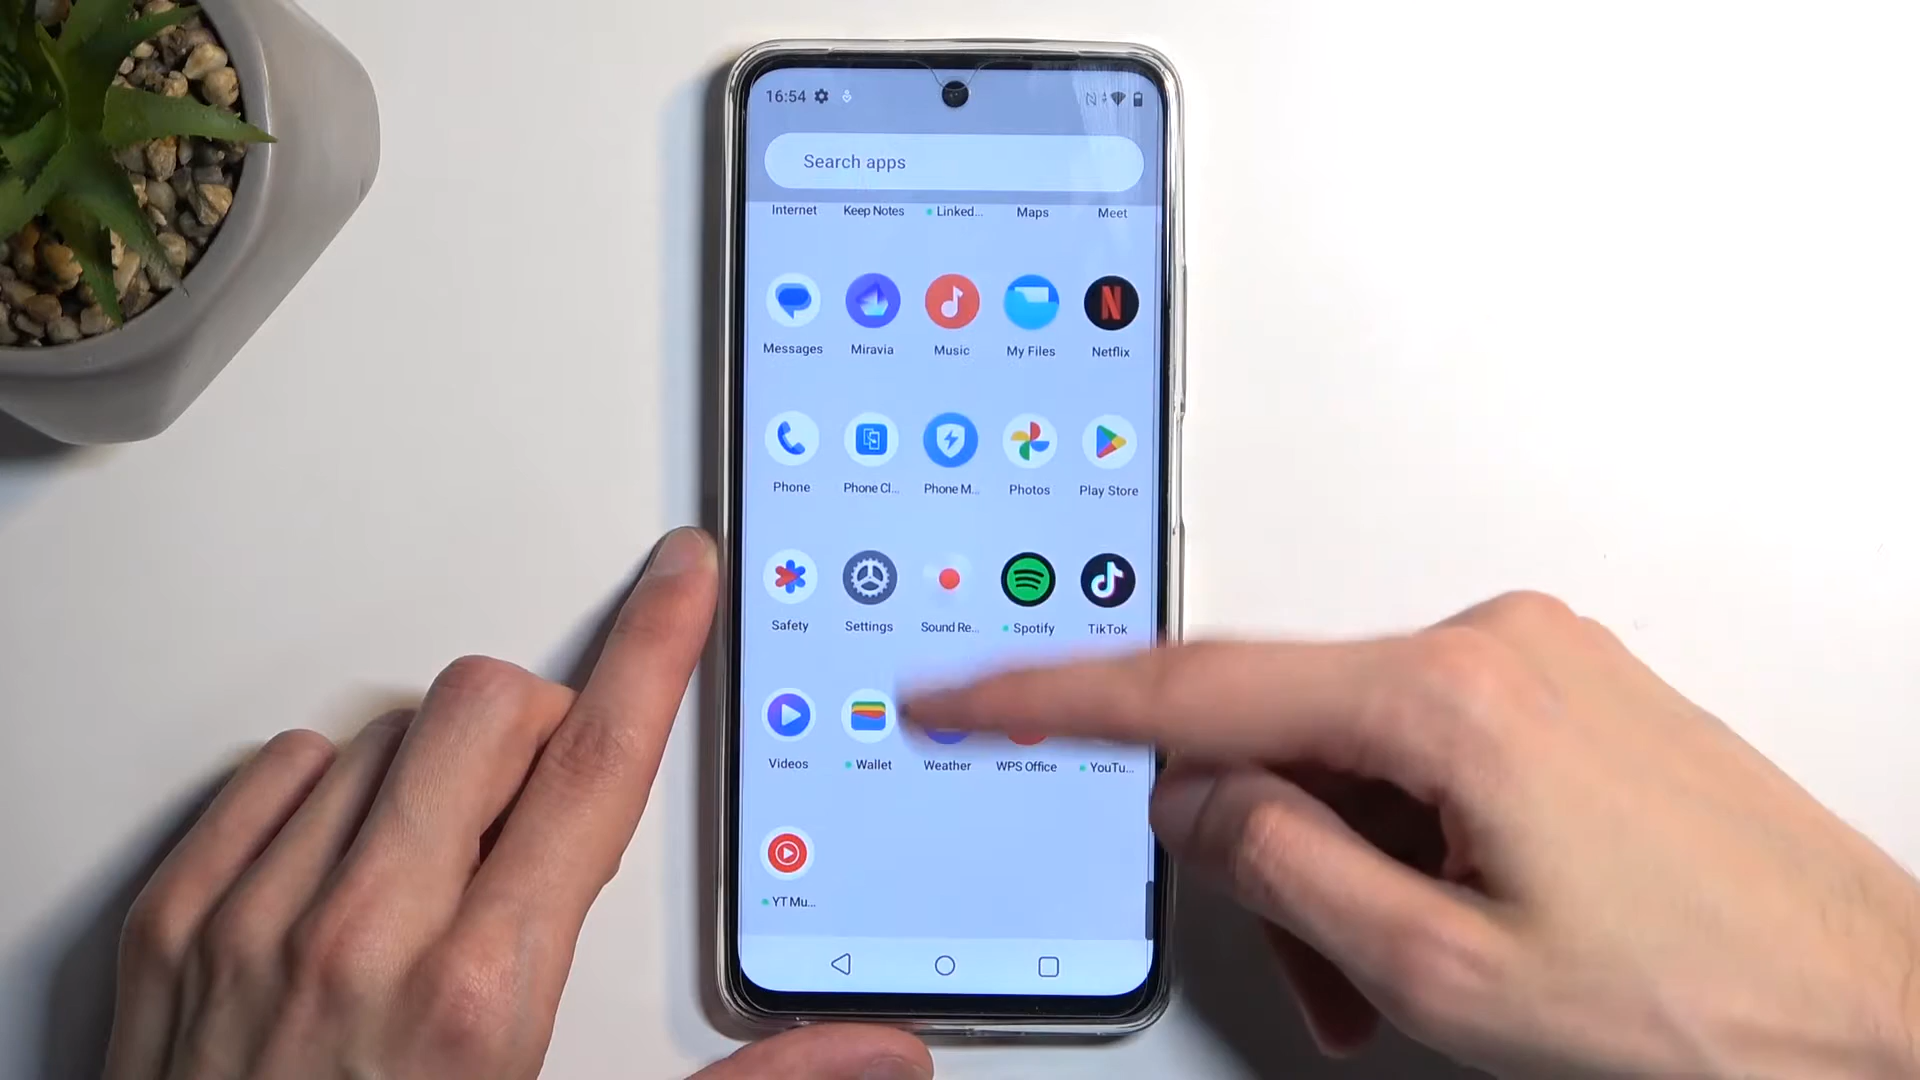 16:54
Search apps
Internet Keep Notes Linked... Maps Meet
Messages Miravia Music My Files Netflix
Phone Phone Cl... Phone M... Photos Play Store
Safety Settings Sound Re... Spotify TikTok
Videos Wallet Weather WPS Office YouTu...
YT Mu...